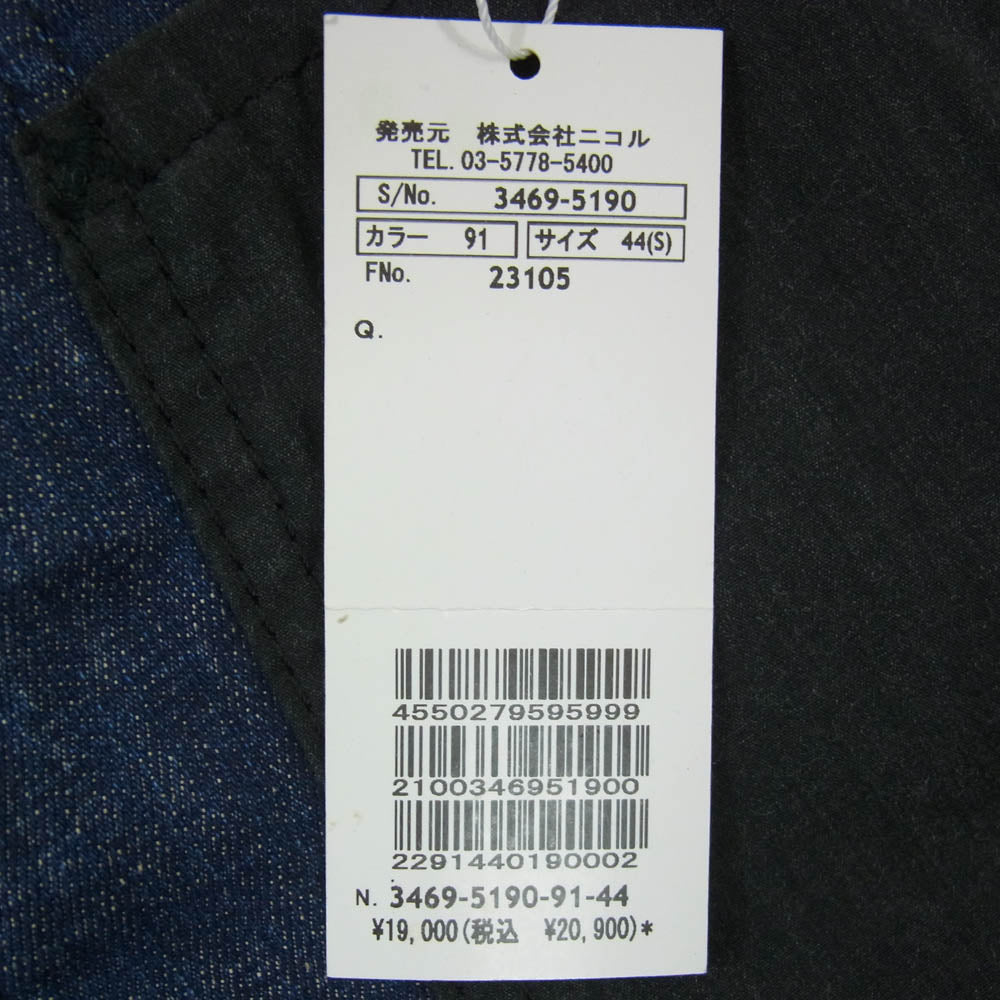 発売元 株式会社ニコル
TEL.03-5778-5400
S/No. 3469-5190
カラー 91 サイズ 44(S)
FNo. 23105
Q.
4550279595999
2100346951900
2291440190002
N. 3469-5190-91-44
¥19,000(税込 ¥20,900)*